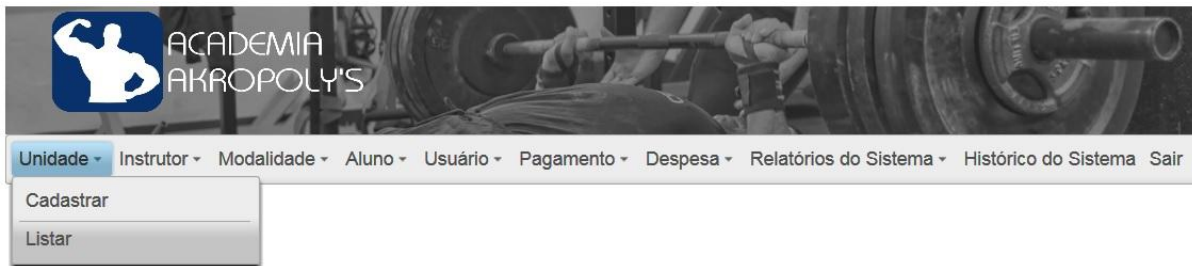 ACADEMIA
AKROPOLY'S
Unidade Instrutor Modalidade Aluno Usuário Pagamento Despesa Relatórios do Sistema Histórico do Sistema Sair
Cadastrar
Listar